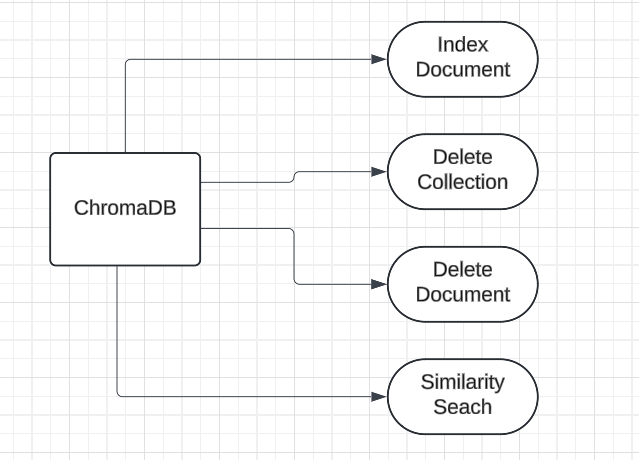 Index
Document
Delete
Collection
ChromaDB
Delete
Document
Similarity
Seach